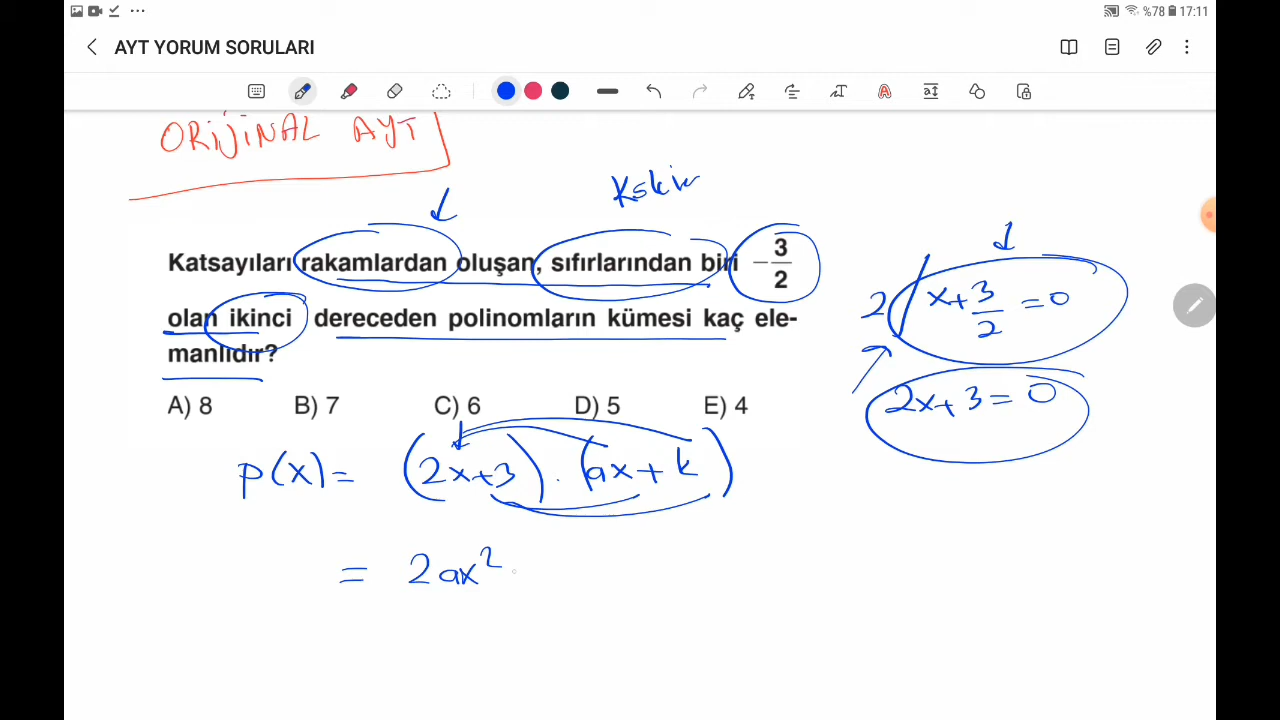 %78 17:11
AYT YORUM SORULARI
ORİJİNAL AYT
Katsayıları rakamlardan oluşan, sıfırlarından biri −3/2
olan ikinci dereceden polinomların kümesi kaç ele-
manlıdır?
A) 8 B) 7 C) 6 D) 5 E) 4
2 / x+3/2 =0
2x+3=0
p(x)= (2x+3).(ax+k)
= 2ax²